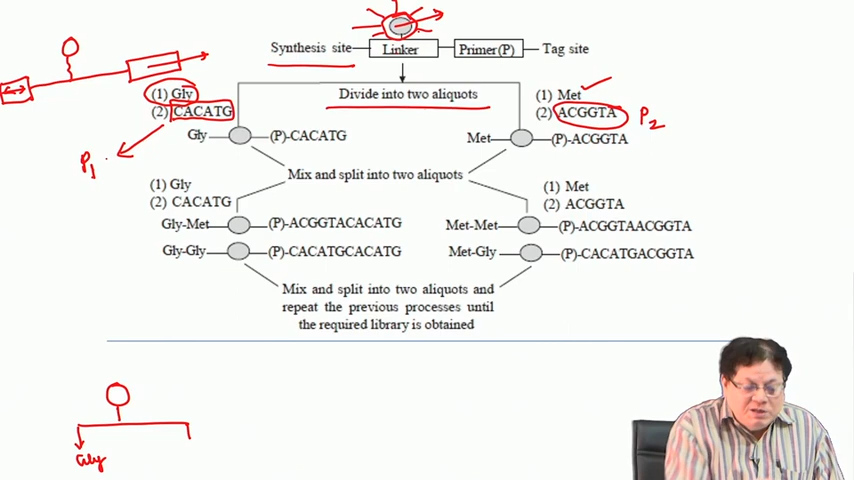 Synthesis site Linker Primer(P) Tag site
Divide into two aliquots
(1) Gly
(2) CACATG
(1) Met
(2) ACGGTA
P2
P1
Gly (P)-CACATG
Met (P)-ACGGTA
Mix and split into two aliquots
(1) Gly
(2) CACATG
(1) Met
(2) ACGGTA
Gly-Met (P)-ACGGTACACATG
Met-Met (P)-ACGGTAACGGTA
Gly-Gly (P)-CACATGCACATG
Met-Gly (P)-CACATGACGGTA
Mix and split into two aliquots and
repeat the previous processes until
the required library is obtained
Gly